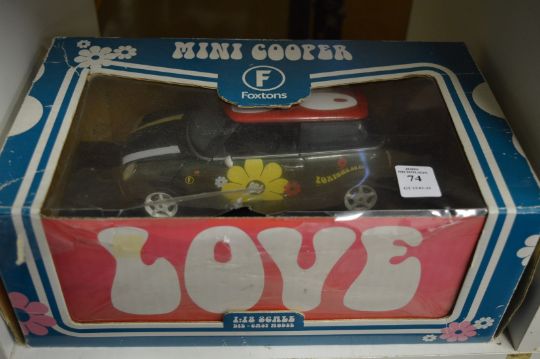 MINI COOPER
F
Foxtons
74
LOVE
1:18 SCALE
DIE-CAST MODEL